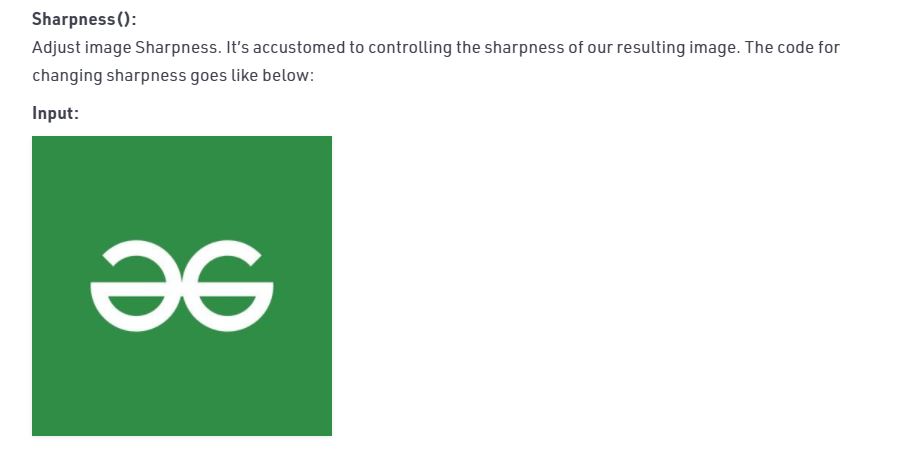 Sharpness():
Adjust image Sharpness. It’s accustomed to controlling the sharpness of our resulting image. The code for
changing sharpness goes like below:
Input: